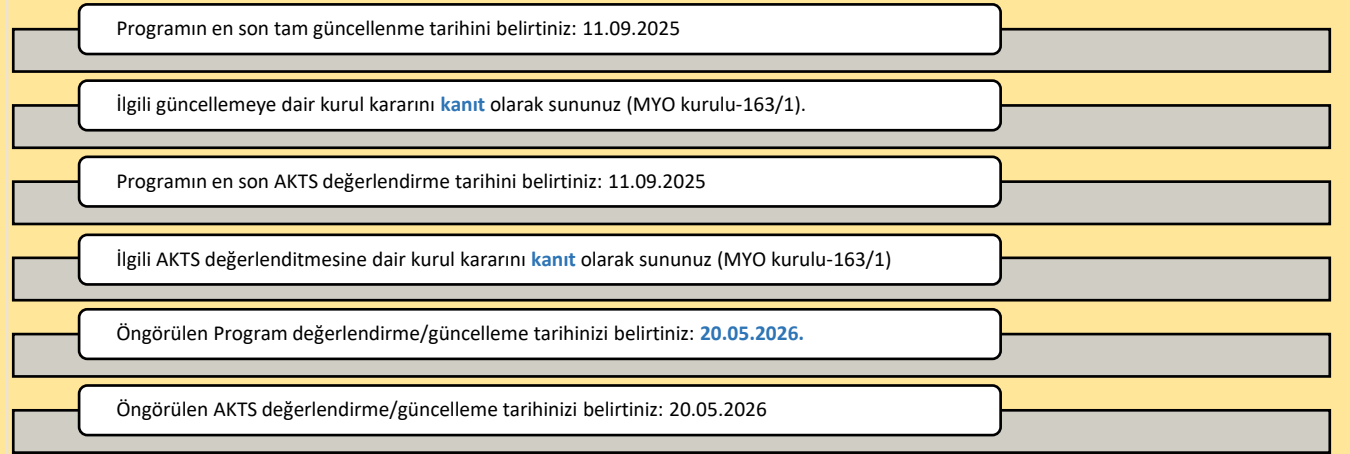 Programın en son tam güncellenme tarihini belirtiniz: 11.09.2025
İlgili güncellemeye dair kurul kararını kanıt olarak sununuz (MYO kurulu-163/1).
Programın en son AKTS değerlendirme tarihini belirtiniz: 11.09.2025
İlgili AKTS değerlenditmesine dair kurul kararını kanıt olarak sununuz (MYO kurulu-163/1)
Öngörülen Program değerlendirme/güncelleme tarihinizi belirtiniz: 20.05.2026.
Öngörülen AKTS değerlendirme/güncelleme tarihinizi belirtiniz: 20.05.2026